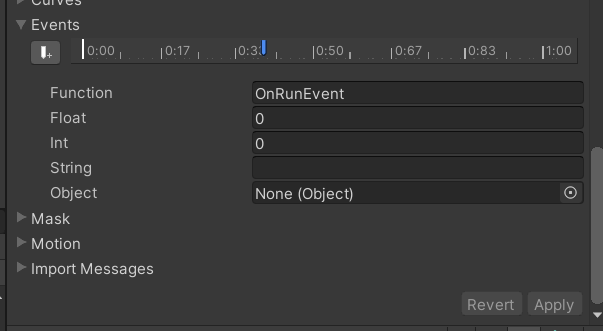 Curves
Events
0:00 0:17 0:33 0:50 0:67 0:83 1:00
Function OnRunEvent
Float 0
Int 0
String
Object None (Object)
Mask
Motion
Import Messages
Revert Apply